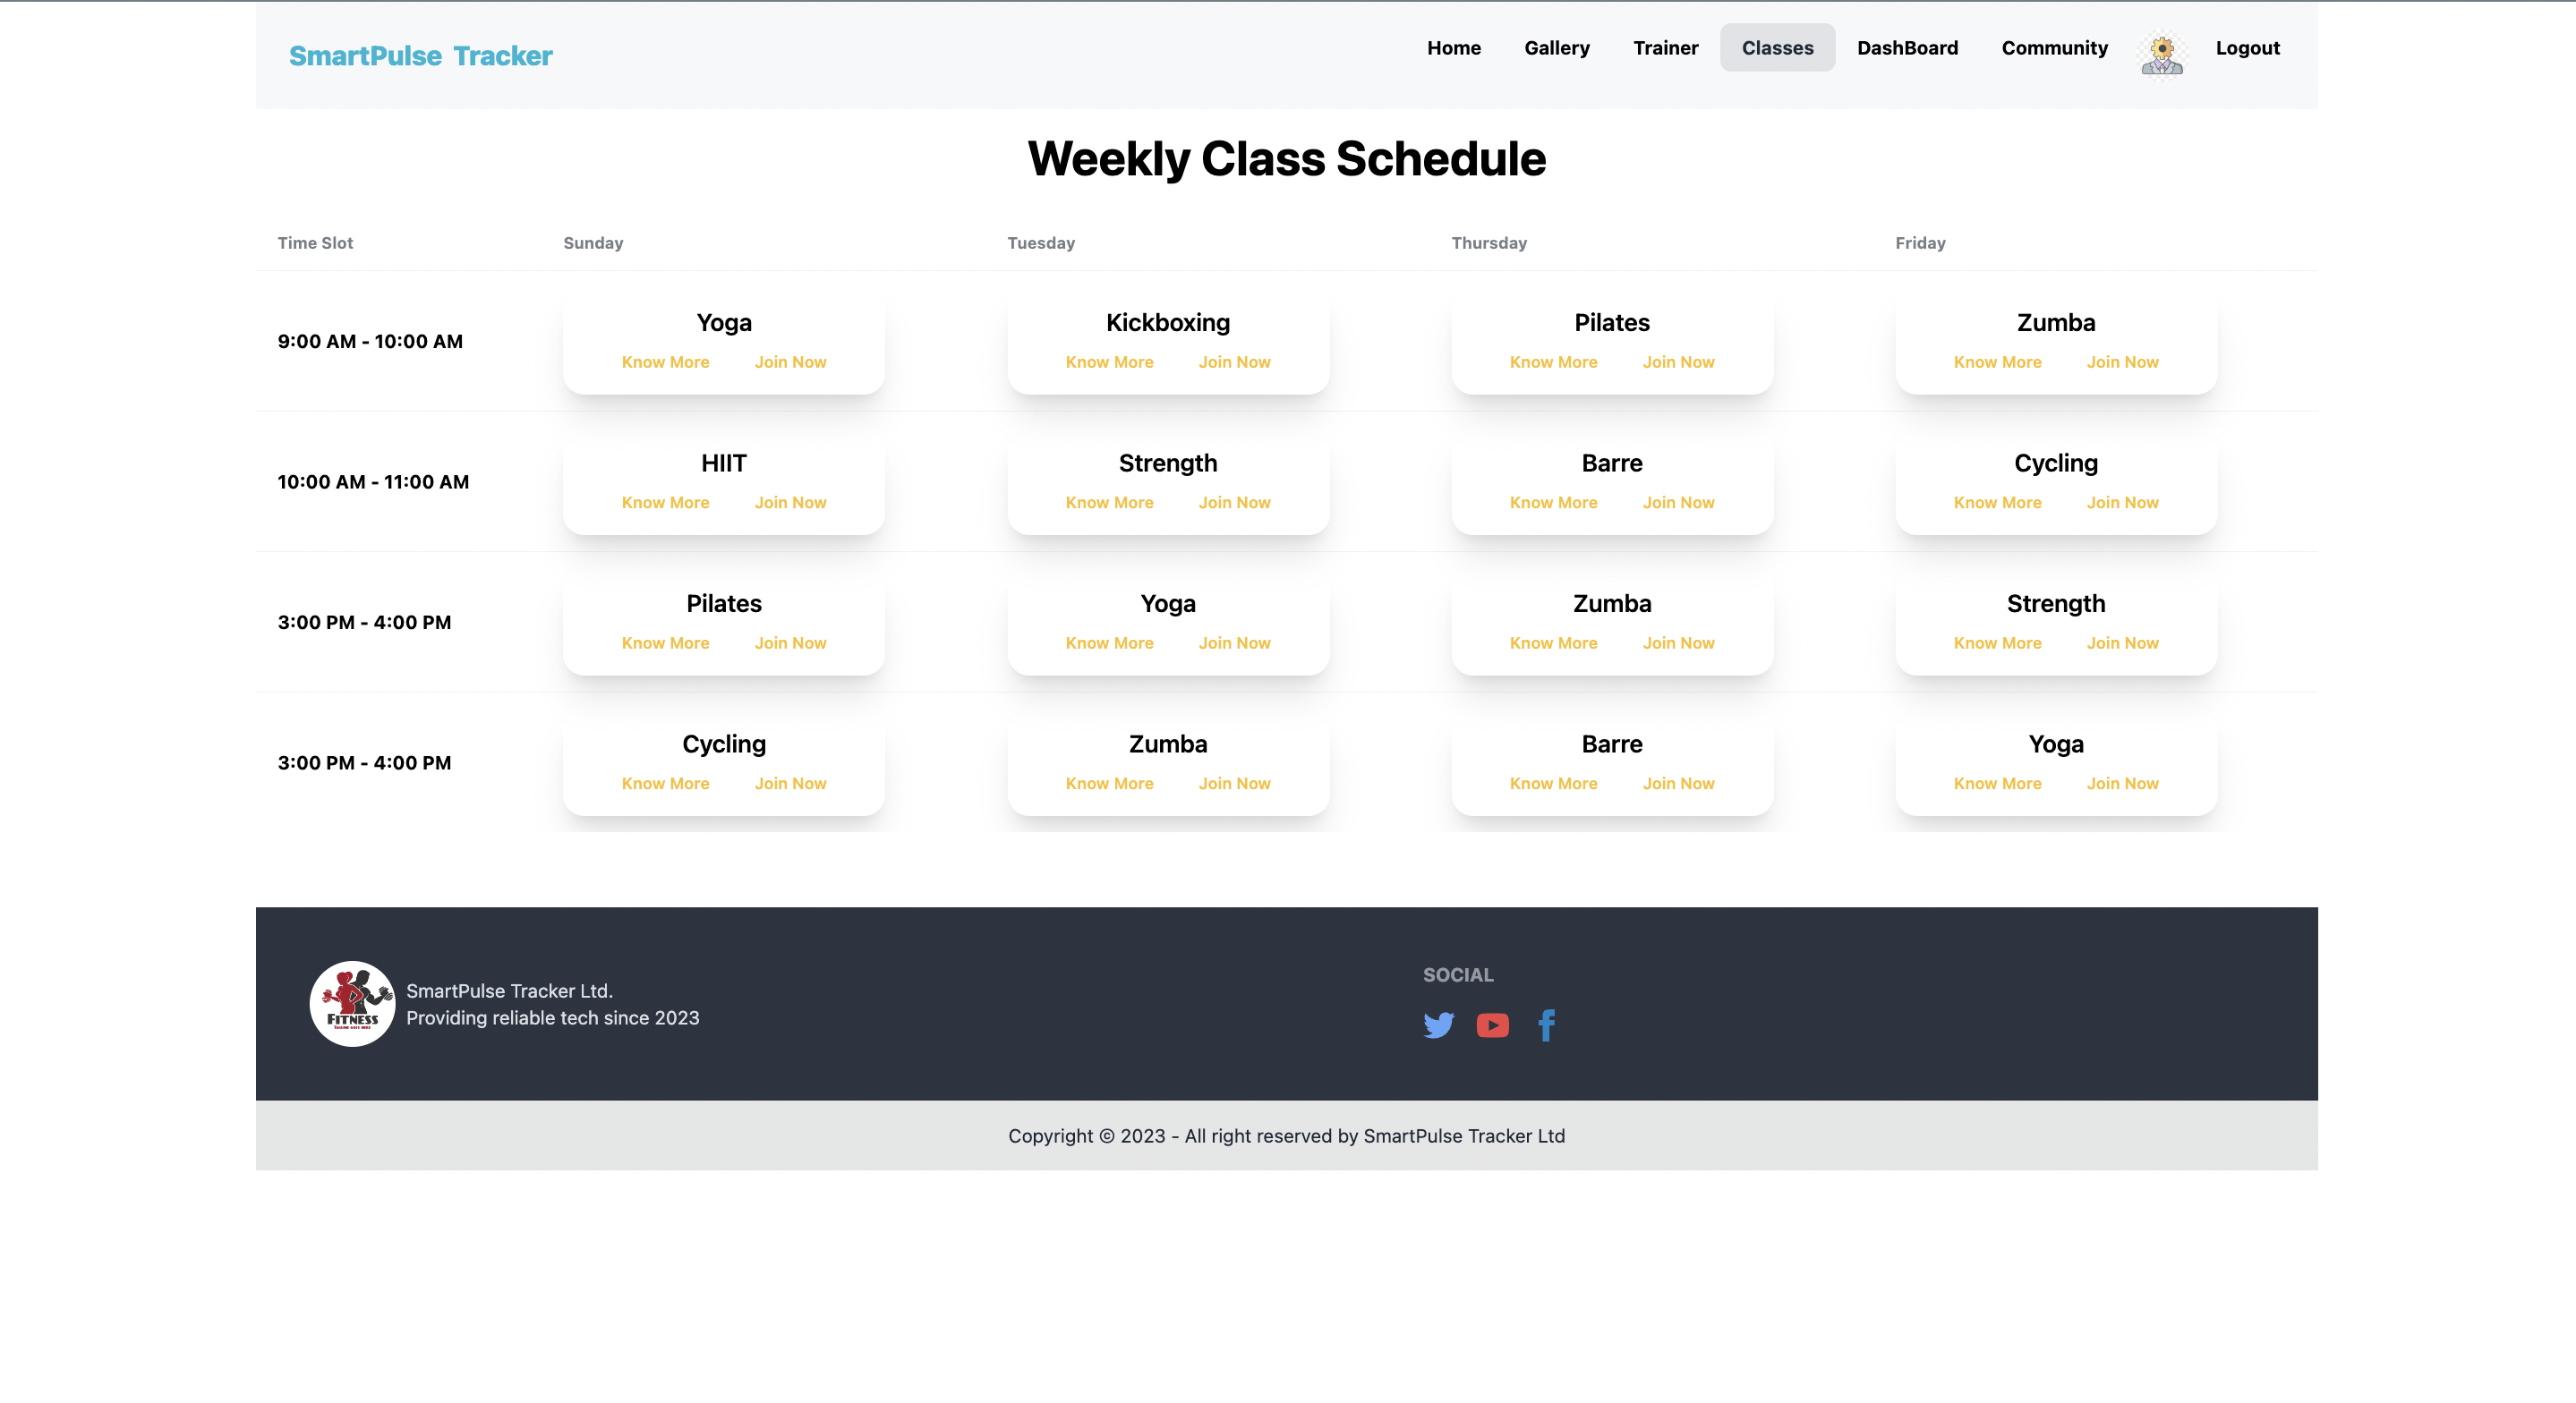 SmartPulse Tracker
Home Gallery Trainer Classes DashBoard Community Logout
Weekly Class Schedule
Time Slot Sunday Tuesday Thursday Friday
9:00 AM - 10:00 AM Yoga Kickboxing Pilates Zumba
Know More Join Now Know More Join Now Know More Join Now Know More Join Now
10:00 AM - 11:00 AM HIIT Strength Barre Cycling
Know More Join Now Know More Join Now Know More Join Now Know More Join Now
3:00 PM - 4:00 PM Pilates Yoga Zumba Strength
Know More Join Now Know More Join Now Know More Join Now Know More Join Now
3:00 PM - 4:00 PM Cycling Zumba Barre Yoga
Know More Join Now Know More Join Now Know More Join Now Know More Join Now
FITNESS
SmartPulse Tracker Ltd.
Providing reliable tech since 2023
SOCIAL
Copyright © 2023 - All right reserved by SmartPulse Tracker Ltd